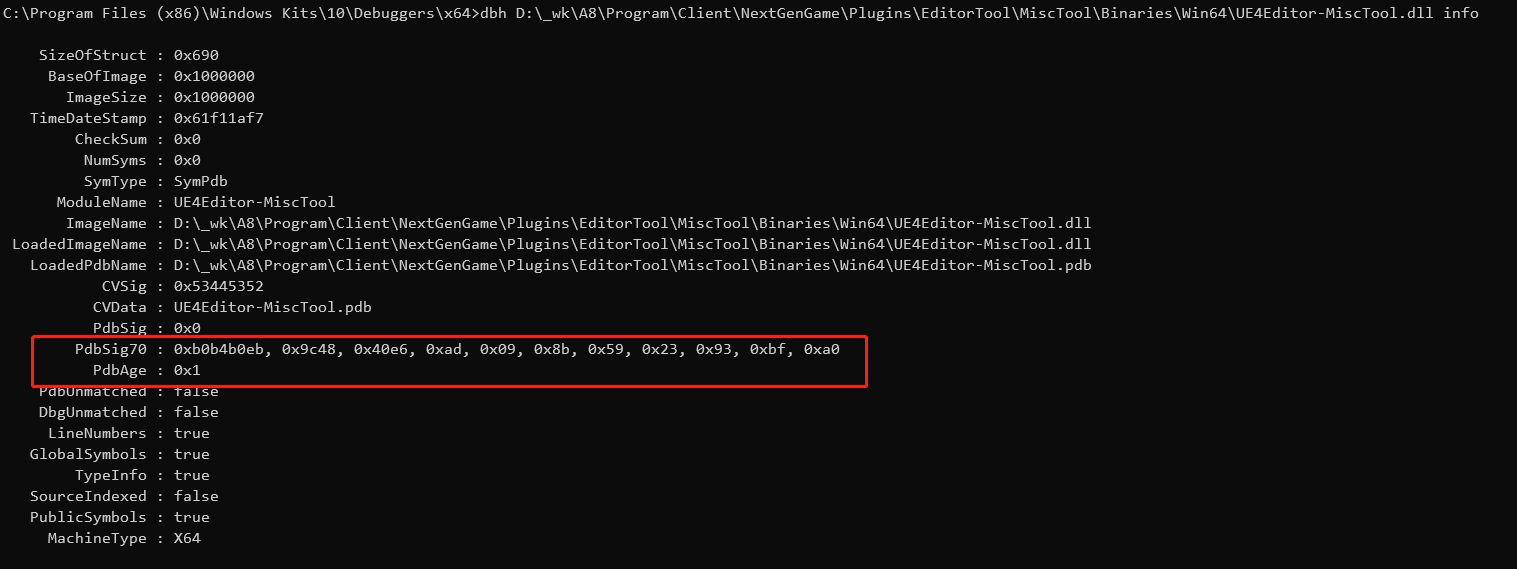 C:\Program Files (x86)\Windows Kits\10\Debuggers\x64>dbh D:\_wk\A8\Program\Client\NextGenGame\Plugins\EditorTool\MiscTool\Binaries\Win64\UE4Editor-MiscTool.dll info
SizeOfStruct : 0x690
BaseOfImage : 0x1000000
ImageSize : 0x1000000
TimeDateStamp : 0x61f11af7
CheckSum : 0x0
NumSyms : 0x0
SymType : SymPdb
ModuleName : UE4Editor-MiscTool
ImageName : D:\_wk\A8\Program\Client\NextGenGame\Plugins\EditorTool\MiscTool\Binaries\Win64\UE4Editor-MiscTool.dll
LoadedImageName : D:\_wk\A8\Program\Client\NextGenGame\Plugins\EditorTool\MiscTool\Binaries\Win64\UE4Editor-MiscTool.dll
LoadedPdbName : D:\_wk\A8\Program\Client\NextGenGame\Plugins\EditorTool\MiscTool\Binaries\Win64\UE4Editor-MiscTool.pdb
CVSig : 0x53445352
CVData : UE4Editor-MiscTool.pdb
PdbSig : 0x0
PdbSig70 : 0xb0b4b0eb, 0x9c48, 0x40e6, 0xad, 0x09, 0x8b, 0x59, 0x23, 0x93, 0xbf, 0xa0
PdbAge : 0x1
PdbUnmatched : false
DbgUnmatched : false
LineNumbers : true
GlobalSymbols : true
TypeInfo : true
SourceIndexed : false
PublicSymbols : true
MachineType : X64